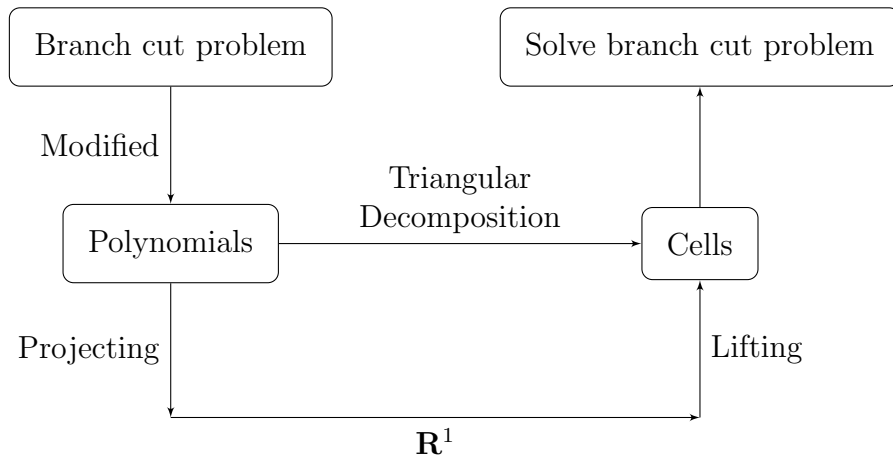 Branch cut problem
Solve branch cut problem
Modified
Triangular
Decomposition
Polynomials
Cells
Projecting
Lifting
R¹